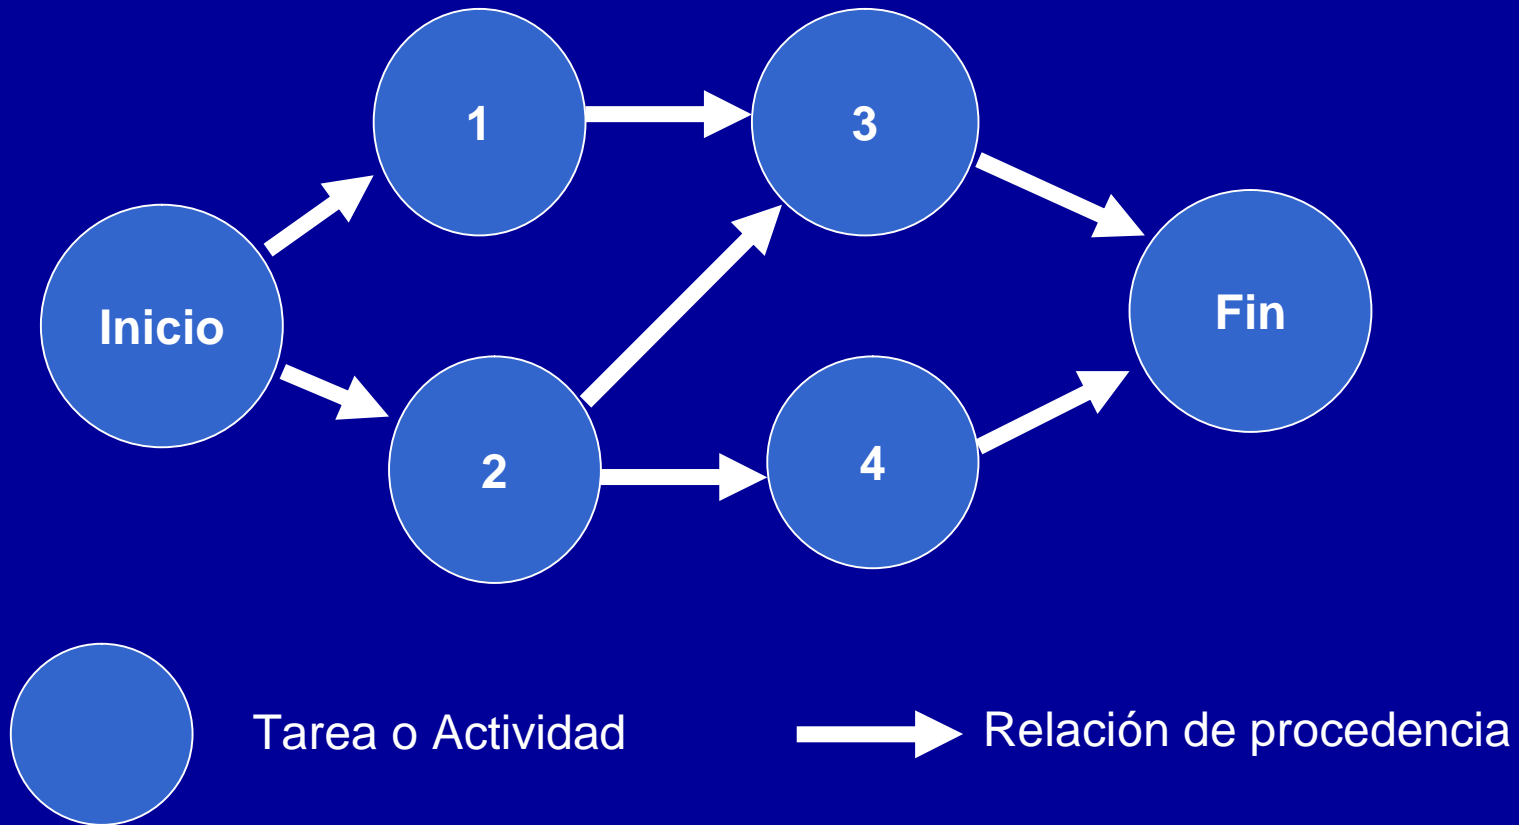 1
3
Inicio
Fin
2
4
Tarea o Actividad
Relación de procedencia